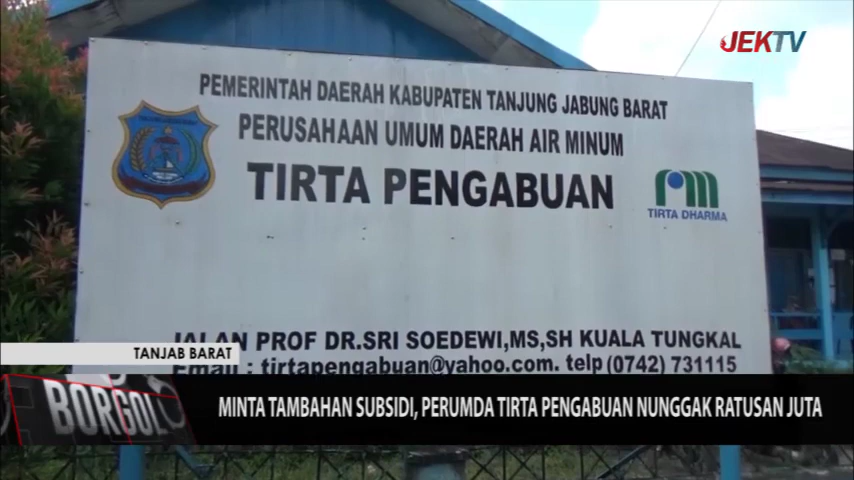 JEKTV
PEMERINTAH DAERAH KABUPATEN TANJUNG JABUNG BARAT
PERUSAHAAN UMUM DAERAH AIR MINUM
TIRTA PENGABUAN
TIRTA DHARMA
JALAN PROF DR.SRI SOEDEWI,MS,SH KUALA TUNGKAL
Email : tirtapengabuan@yahoo.com. telp (0742) 731115
TANJAB BARAT
BORGOL
MINTA TAMBAHAN SUBSIDI, PERUMDA TIRTA PENGABUAN NUNGGAK RATUSAN JUTA